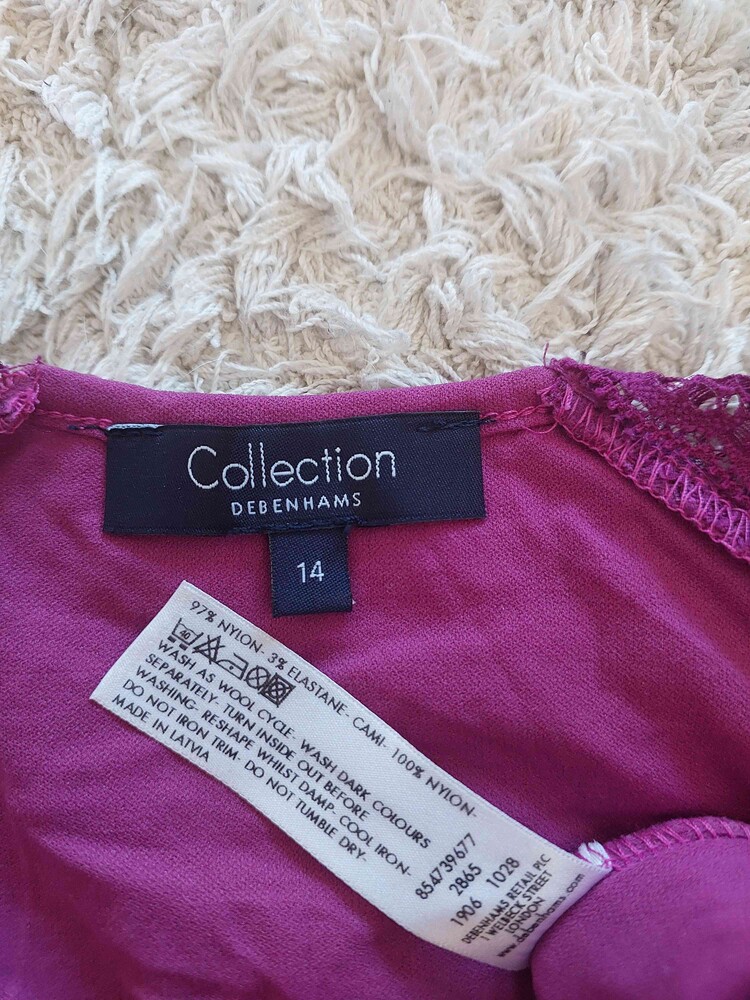 Collection
DEBENHAMS
14
97% NYLON- 3% ELASTANE- CAMI- 100% NYLON-
40
WASH AS WOOL CYCLE- WASH DARK COLOURS
SEPARATELY- TURN INSIDE OUT BEFORE
WASHING- RESHAPE WHILST DAMP- COOL IRON-
DO NOT IRON TRIM- DO NOT TUMBLE DRY-
MADE IN LATVIA
854739677
2865
1906 1028
DEBENHAMS RETAIL PLC
1 WELBECK STREET
LONDON
www.debenhams.com